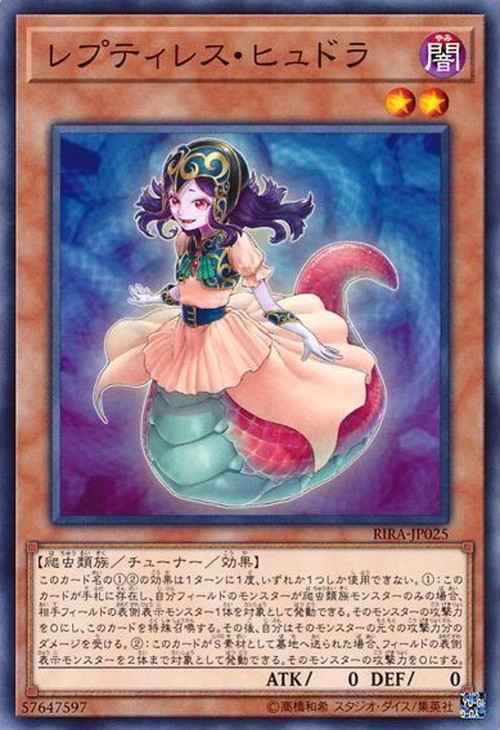 レプティレス・ヒュドラ
闇
RIRA-JP025
【爬虫類族／チューナー／効果】
このカード名の①②の効果は1ターンに1度、いずれか1つしか使用できない。①：この
カードが手札に存在し、自分フィールドのモンスターが爬虫類族モンスターのみの場合、
相手フィールドの表側表示モンスター1体を対象として発動できる。そのモンスターの攻撃力
を0にし、このカードを特殊召喚する。その後、自分はそのモンスターの元々の攻撃力分の
ダメージを受ける。②：このカードがS素材として墓地へ送られた場合、フィールドの表側
表示モンスターを2体まで対象として発動できる。そのモンスターの攻撃力を0にする。
ATK/ 0 DEF/ 0
57647597 ©高橋和希 スタジオ・ダイス/集英社